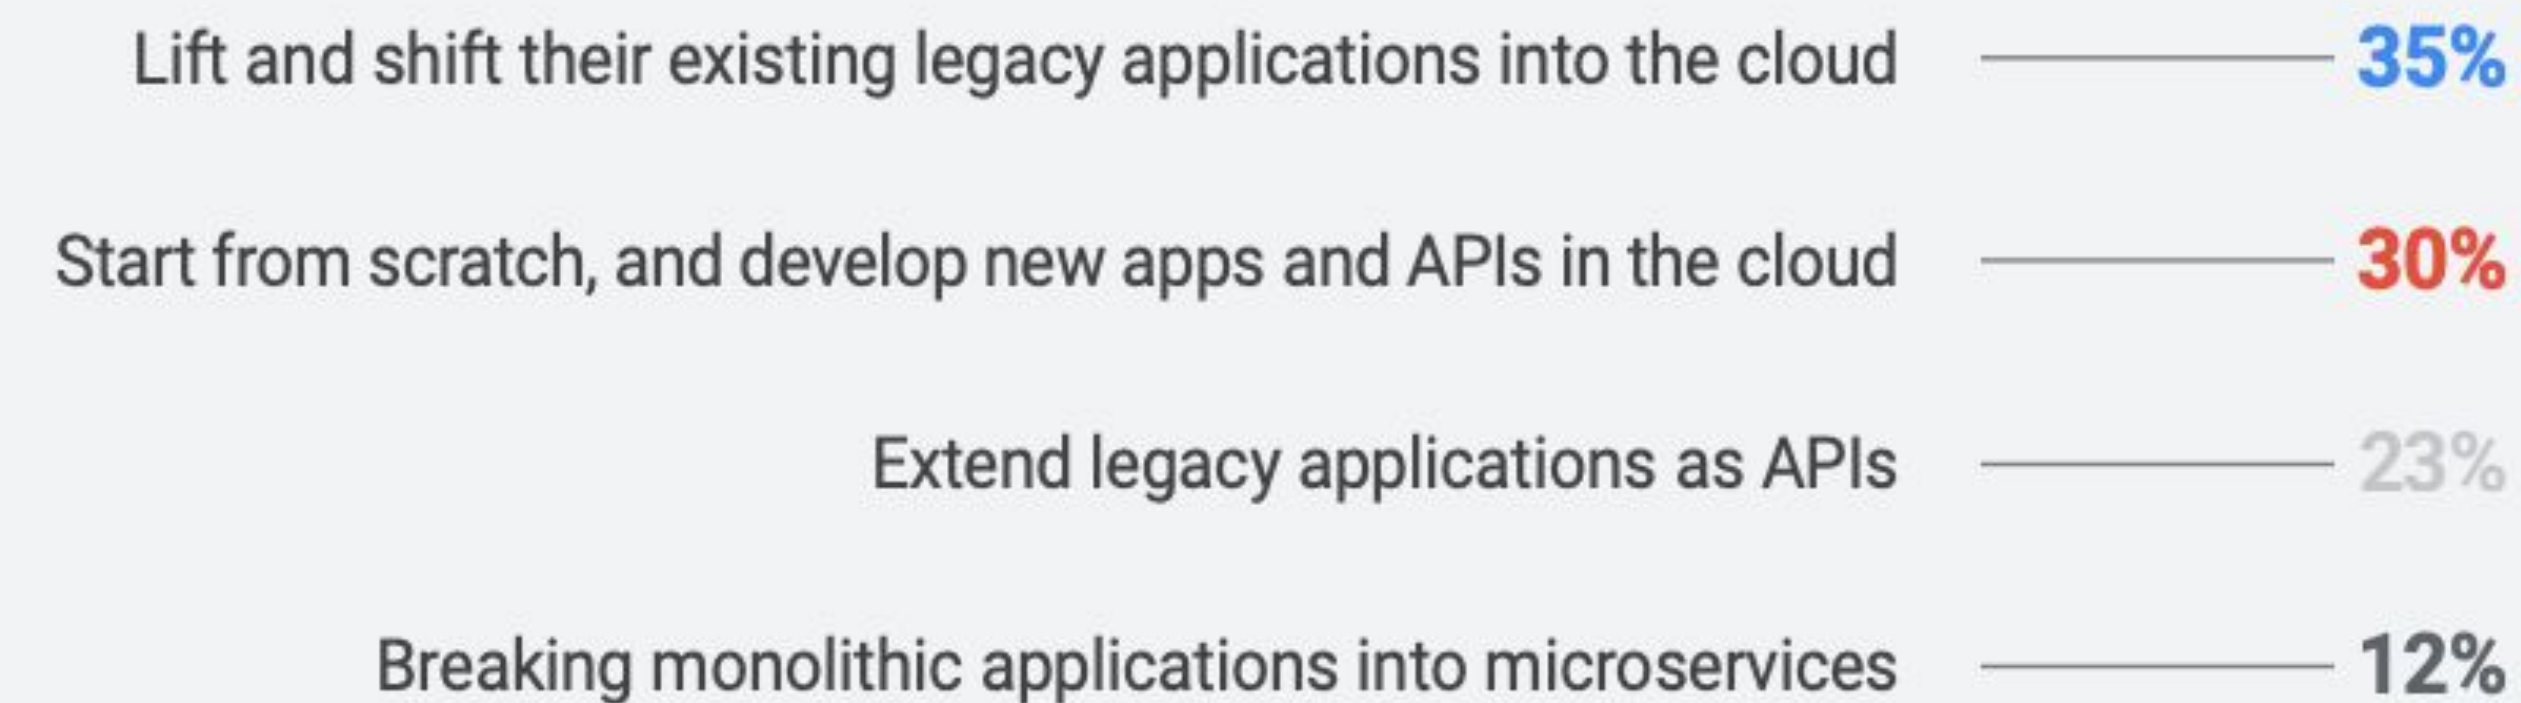 Lift and shift their existing legacy applications into the cloud 35%
Start from scratch, and develop new apps and APIs in the cloud 30%
Extend legacy applications as APIs 23%
Breaking monolithic applications into microservices 12%